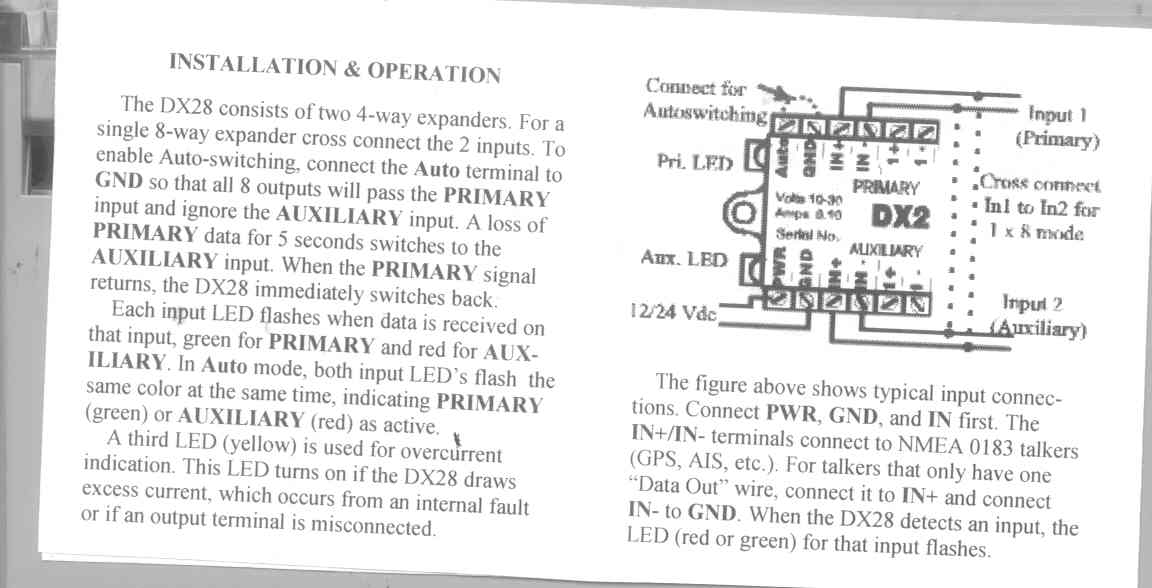 INSTALLATION & OPERATION
The DX28 consists of two 4-way expanders. For a
single 8-way expander cross connect the 2 inputs. To
enable Auto-switching, connect the Auto terminal to
GND so that all 8 outputs will pass the PRIMARY
input and ignore the AUXILIARY input. A loss of
PRIMARY data for 5 seconds switches to the
AUXILIARY input. When the PRIMARY signal
returns, the DX28 immediately switches back.
Each input LED flashes when data is received on
that input, green for PRIMARY and red for AUX-
ILIARY. In Auto mode, both input LED's flash the
same color at the same time, indicating PRIMARY
(green) or AUXILIARY (red) as active.
A third LED (yellow) is used for overcurrent
indication. This LED turns on if the DX28 draws
excess current, which occurs from an internal fault
or if an output terminal is misconnected.
Connect for
Autoswitching
Input 1
(Primary)
Pri. LED
Auto GND IN+ IN - 1+ 1 -
PRIMARY
Volts 10-30
Amps 0.10
DX2
Serial No.
AUXILIARY
Cross connect
In1 to In2 for
1 x 8 mode
Aux. LED
PWR GND IN+ IN - 1+ 1 -
12/24 Vdc
Input 2
(Auxiliary)
The figure above shows typical input connec-
tions. Connect PWR, GND, and IN first. The
IN+/IN- terminals connect to NMEA 0183 talkers
(GPS, AIS, etc.). For talkers that only have one
"Data Out" wire, connect it to IN+ and connect
IN- to GND. When the DX28 detects an input, the
LED (red or green) for that input flashes.